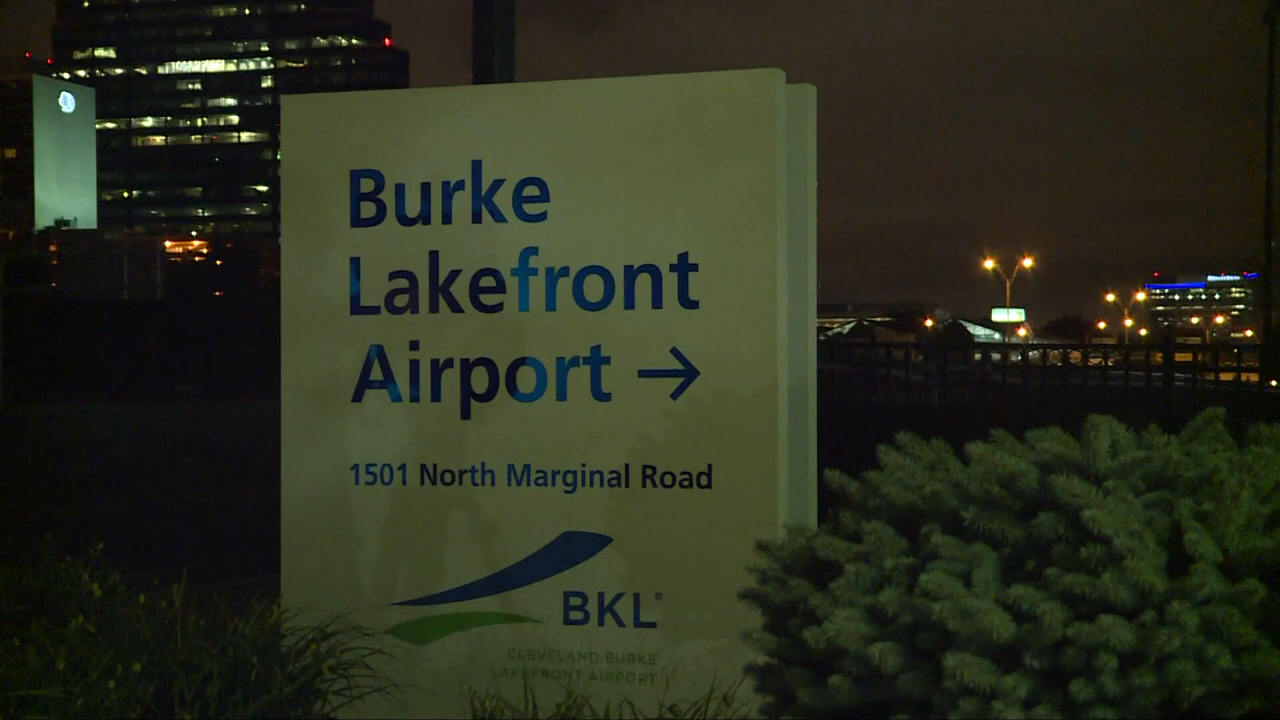 Burke
Lakefront
Airport →
1501 North Marginal Road
BKL®
CLEVELAND BURKE
LAKEFRONT AIRPORT